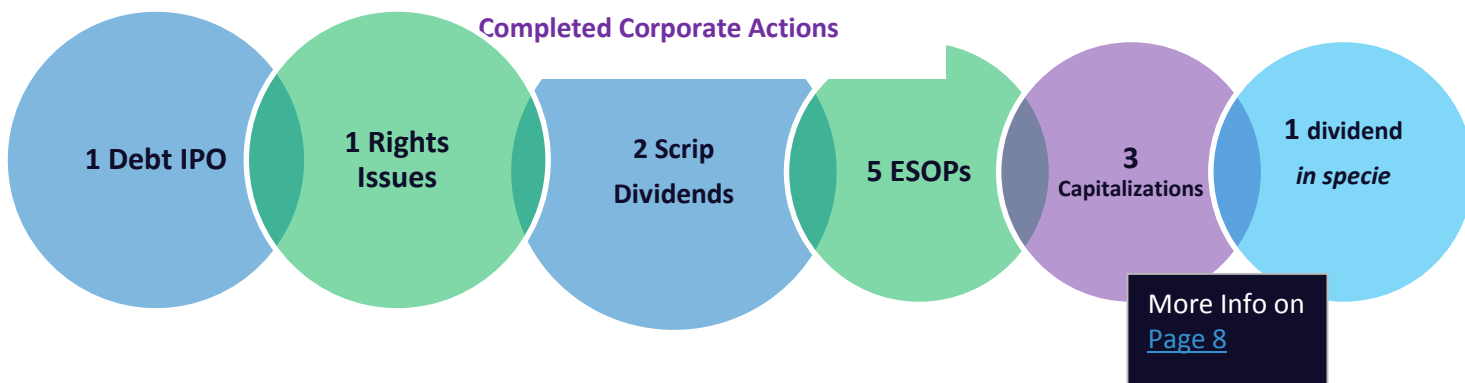 Completed Corporate Actions
1 Debt IPO
1 Rights
Issues
2 Scrip
Dividends
5 ESOPs
3
Capitalizations
1 dividend
in specie
More Info on
Page 8